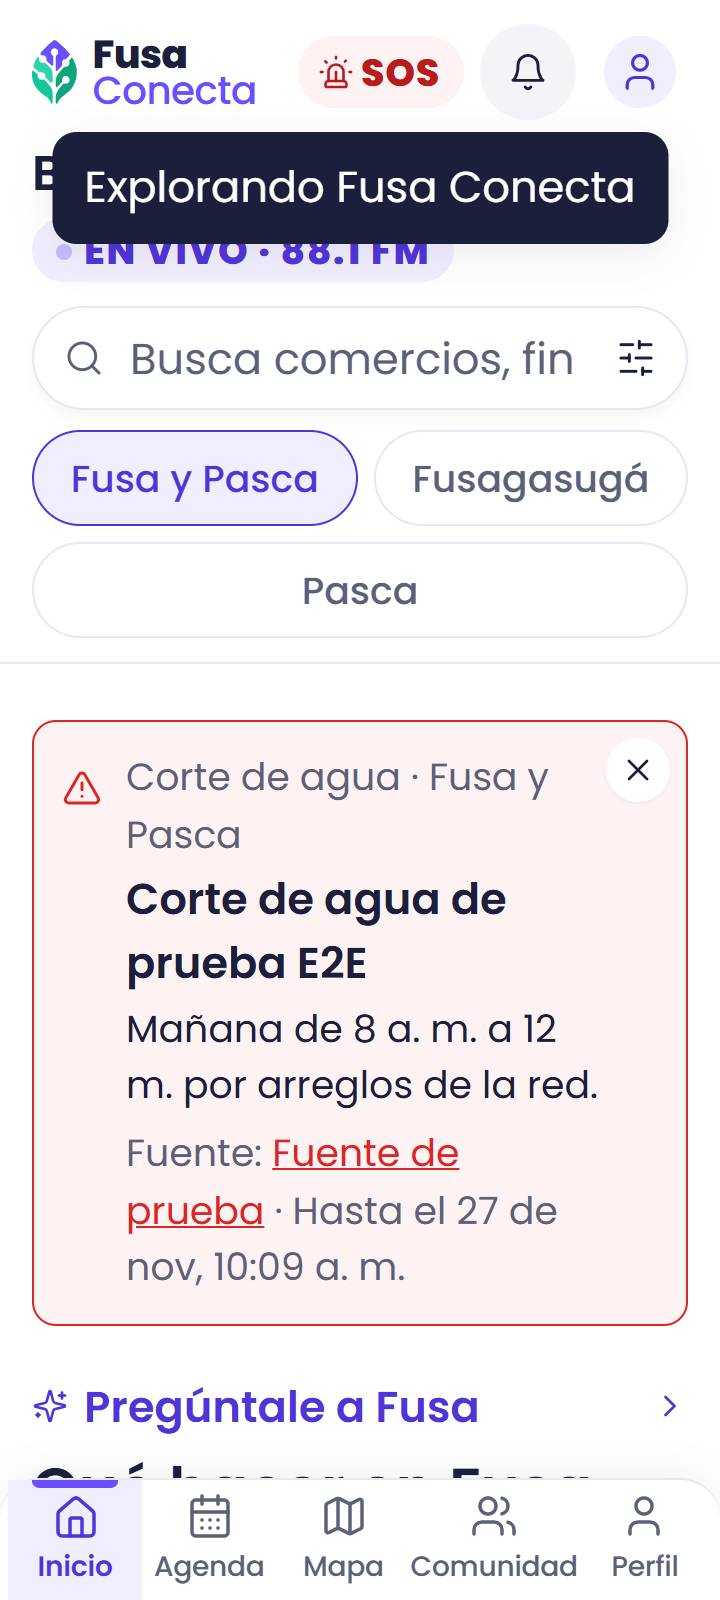 Fusa
Conecta
SOS
Explorando Fusa Conecta
EN VIVO · 88.1 FM
Busca comercios, fin
Fusa y Pasca
Fusagasugá
Pasca
Corte de agua · Fusa y
Pasca
Corte de agua de
prueba E2E
Mañana de 8 a. m. a 12
m. por arreglos de la red.
Fuente: Fuente de
prueba · Hasta el 27 de
nov, 10:09 a. m.
Pregúntale a Fusa
Inicio
Agenda
Mapa
Comunidad
Perfil